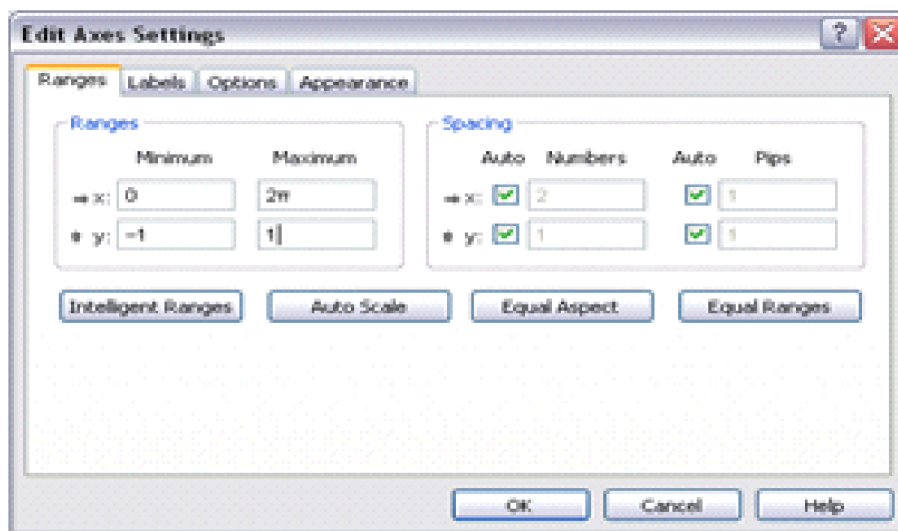 Edit Axes Settings
Ranges Labels Options Appearance
Ranges Spacing
Minimum Maximum Auto Numbers Auto Pips
x: 0 2π x: 2 1
y: -1 1 y: 1 1
Intelligent Ranges Auto Scale Equal Aspect Equal Ranges
OK Cancel Help